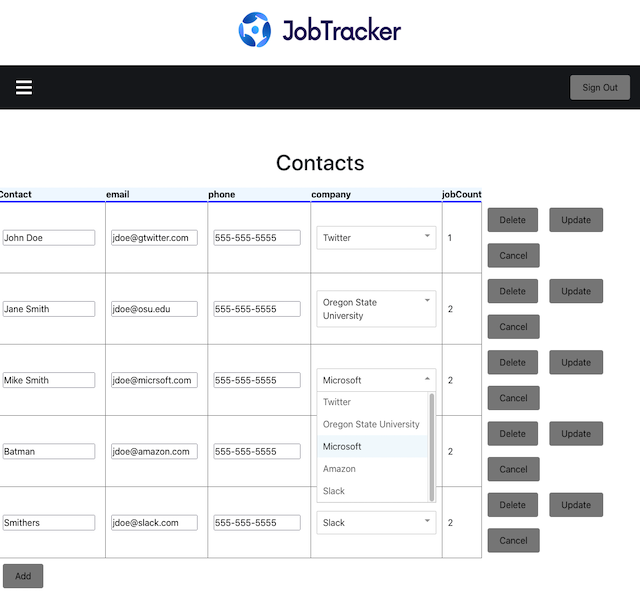 JobTracker
Sign Out
Contacts
Contact email phone company jobCount
John Doe jdoe@gtwitter.com 555-555-5555 Twitter 1 Delete Update
Cancel
Jane Smith jdoe@osu.edu 555-555-5555 Oregon State University 2 Delete Update
Cancel
Mike Smith jdoe@micrsoft.com 555-555-5555 Microsoft 2 Delete Update
Cancel
Twitter
Oregon State University
Microsoft
Amazon
Slack
Batman jdoe@amazon.com 555-555-5555 2 Delete Update
Cancel
Smithers jdoe@slack.com 555-555-5555 Slack 2 Delete Update
Cancel
Add